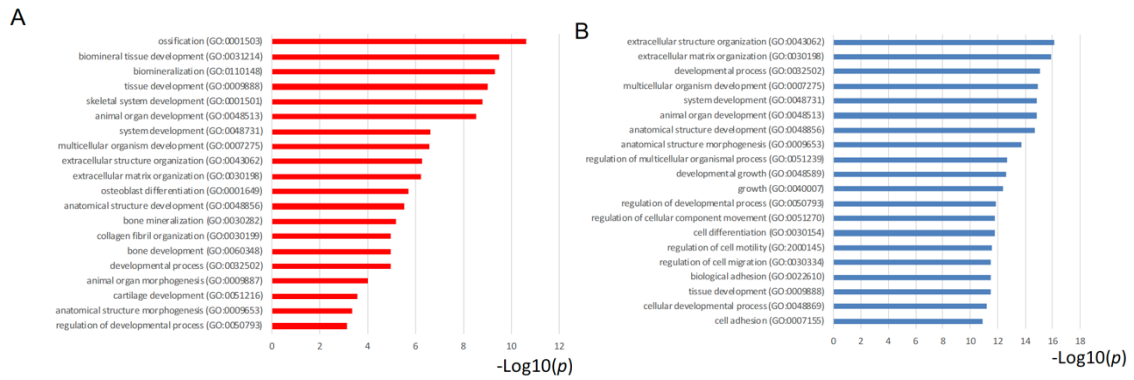 A
ossification (GO:0001503)
biomineral tissue development (GO:0031214)
biomineralization (GO:0110148)
tissue development (GO:0009888)
skeletal system development (GO:0001501)
animal organ development (GO:0048513)
system development (GO:0048731)
multicellular organism development (GO:0007275)
extracellular structure organization (GO:0043062)
extracellular matrix organization (GO:0030198)
osteoblast differentiation (GO:0001649)
anatomical structure development (GO:0048856)
bone mineralization (GO:0030282)
collagen fibril organization (GO:0030199)
bone development (GO:0060348)
developmental process (GO:0032502)
animal organ morphogenesis (GO:0009887)
cartilage development (GO:0051216)
anatomical structure morphogenesis (GO:0009653)
regulation of developmental process (GO:0050793)
0 2 4 6 8 10 12
-Log10(p)
B
extracellular structure organization (GO:0043062)
extracellular matrix organization (GO:0030198)
developmental process (GO:0032502)
multicellular organism development (GO:0007275)
system development (GO:0048731)
animal organ development (GO:0048513)
anatomical structure development (GO:0048856)
anatomical structure morphogenesis (GO:0009653)
regulation of multicellular organismal process (GO:0051239)
developmental growth (GO:0048589)
growth (GO:0040007)
regulation of developmental process (GO:0050793)
regulation of cellular component movement (GO:0051270)
cell differentiation (GO:0030154)
regulation of cell motility (GO:2000145)
regulation of cell migration (GO:0030334)
biological adhesion (GO:0022610)
tissue development (GO:0009888)
cellular developmental process (GO:0048869)
cell adhesion (GO:0007155)
0 2 4 6 8 10 12 14 16 18
-Log10(p)